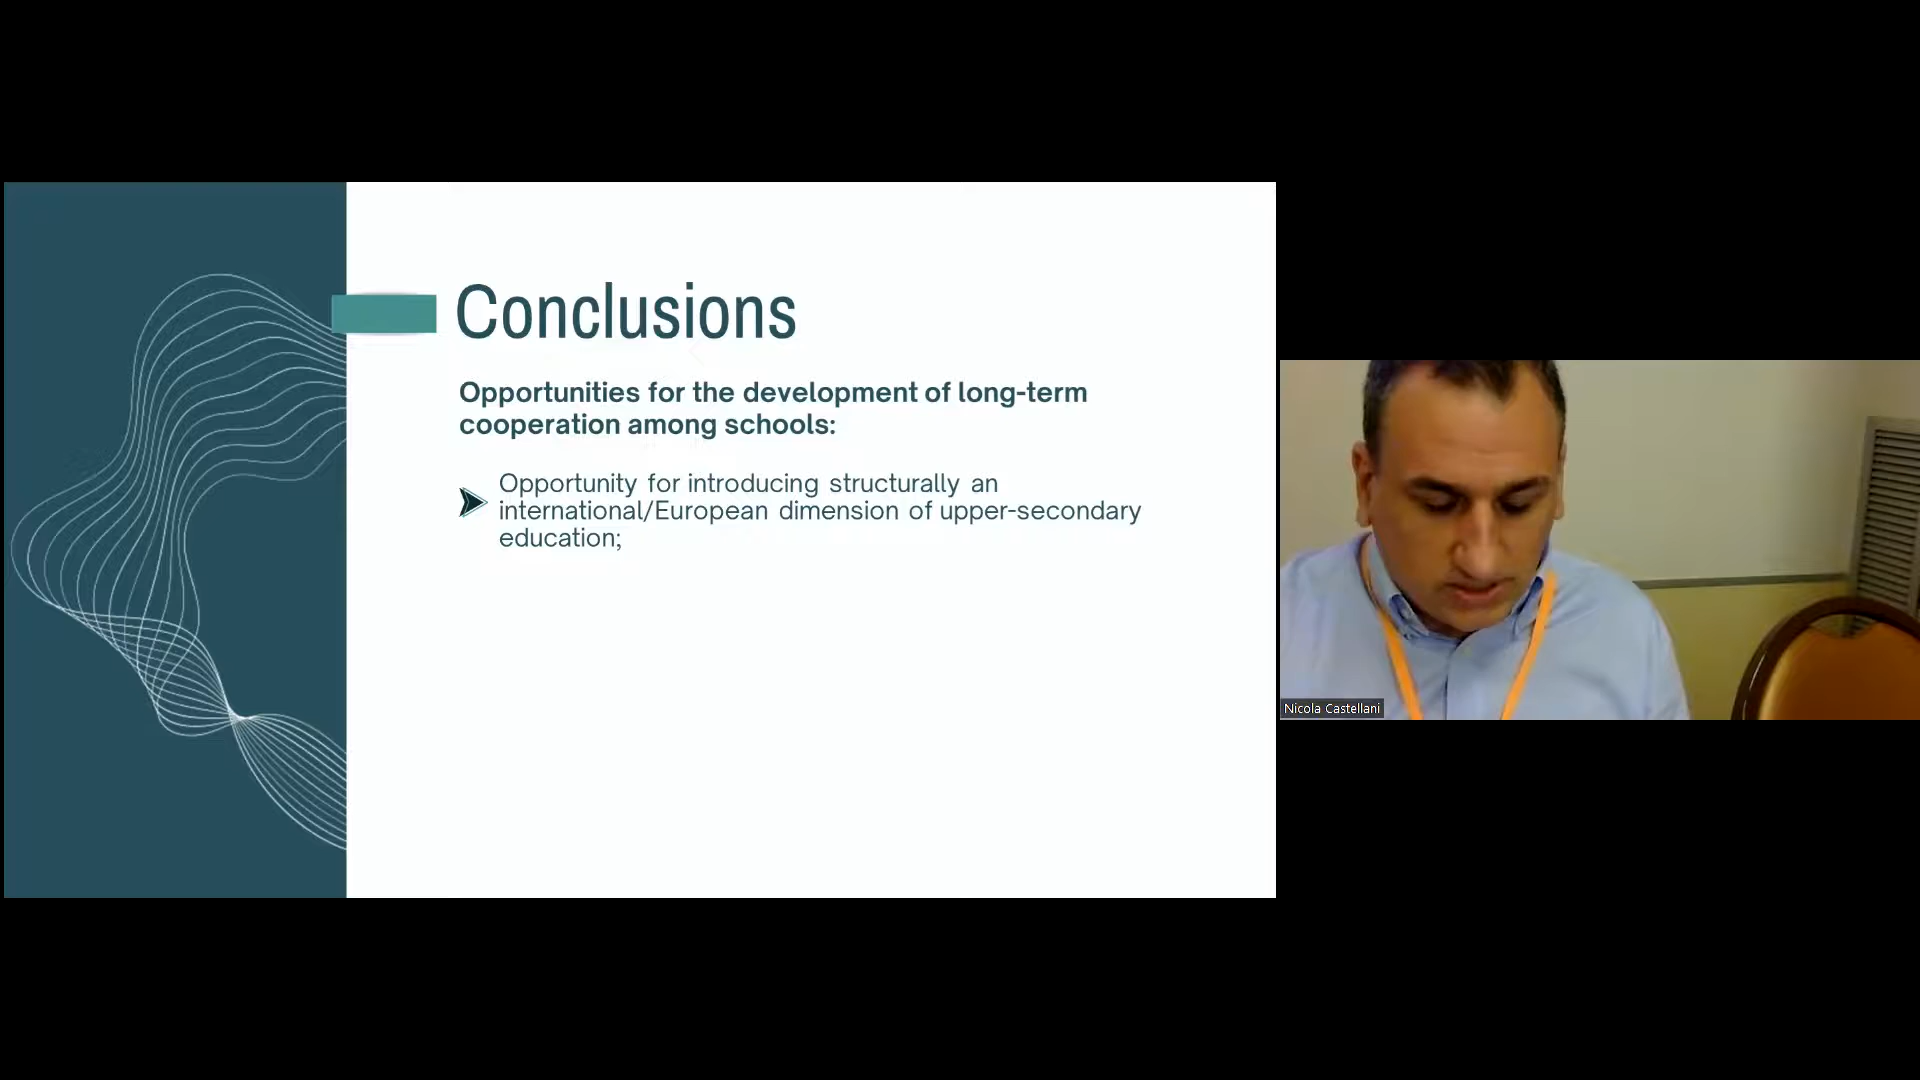 Conclusions
Opportunities for the development of long-term
cooperation among schools:
Opportunity for introducing structurally an
international/European dimension of upper-secondary
education;
Nicola Castellani